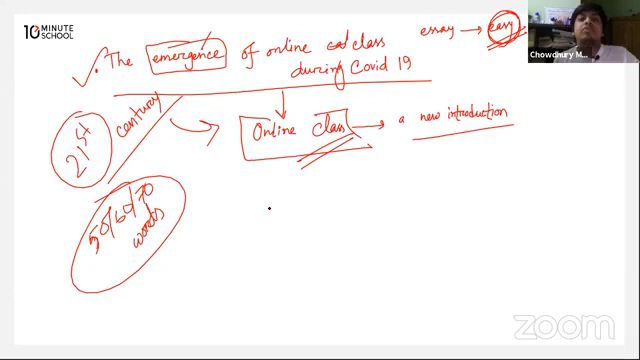 10 MINUTE SCHOOL
essay → easy
The emergence of online class
during Covid 19
Chowdhury M...
21st century
Online class → a new introduction
50/60/70
words
zoom